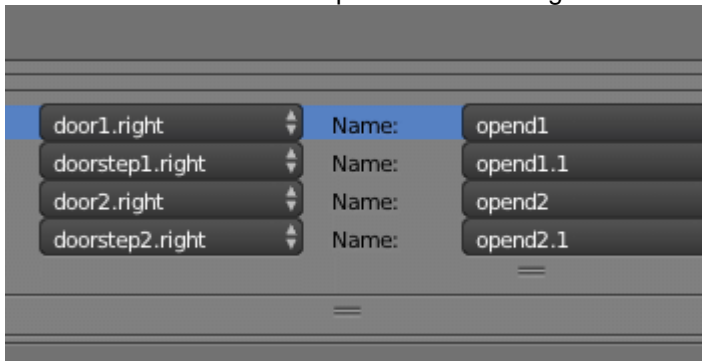 door1.right Name: opend1
doorstep1.right Name: opend1.1
door2.right Name: opend2
doorstep2.right Name: opend2.1